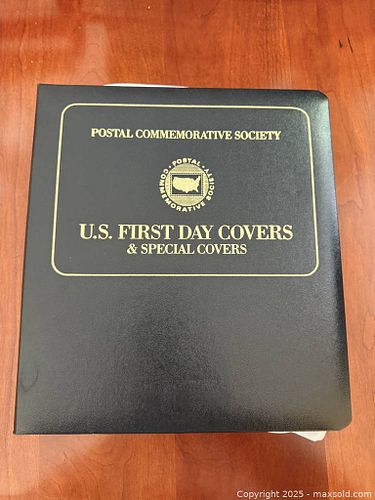 POSTAL COMMEMORATIVE SOCIETY
POSTAL
COMMEMORATIVE SOCIETY
U.S. FIRST DAY COVERS
& SPECIAL COVERS
Copyright © 2025 - maxsold.com